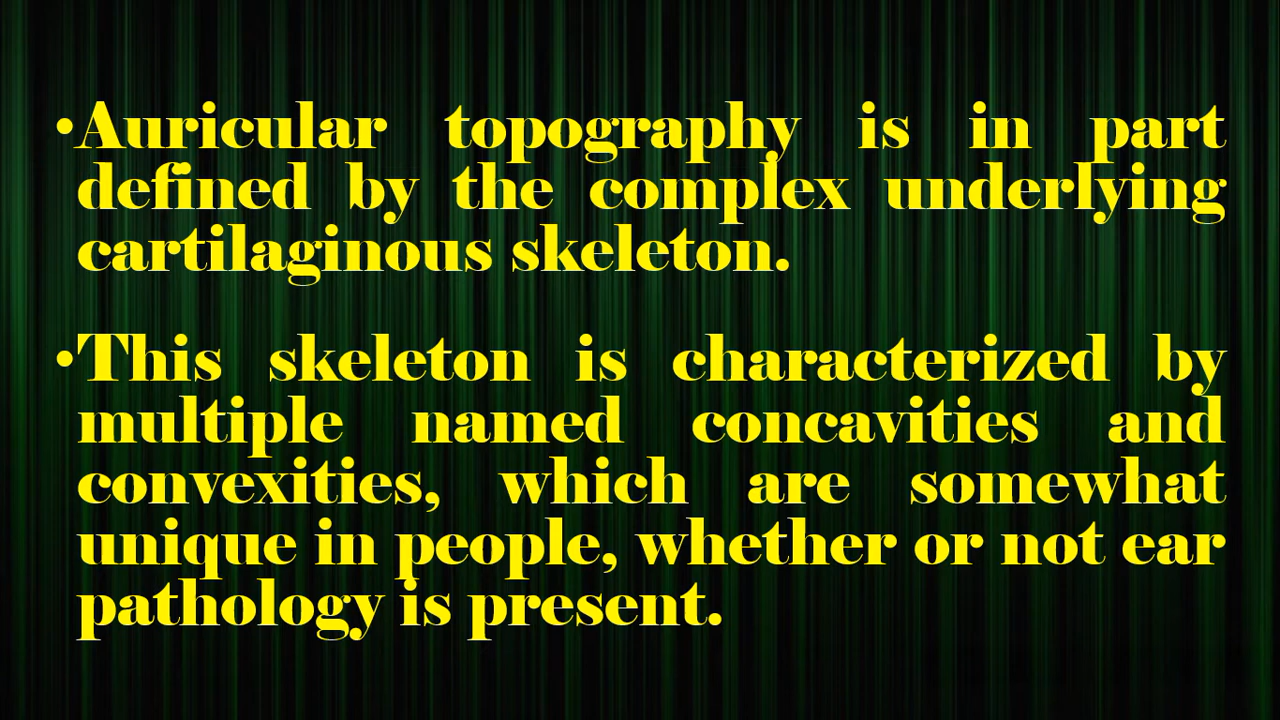 •Auricular topography is in part
defined by the complex underlying
cartilaginous skeleton.
•This skeleton is characterized by
multiple named concavities and
convexities, which are somewhat
unique in people, whether or not ear
pathology is present.